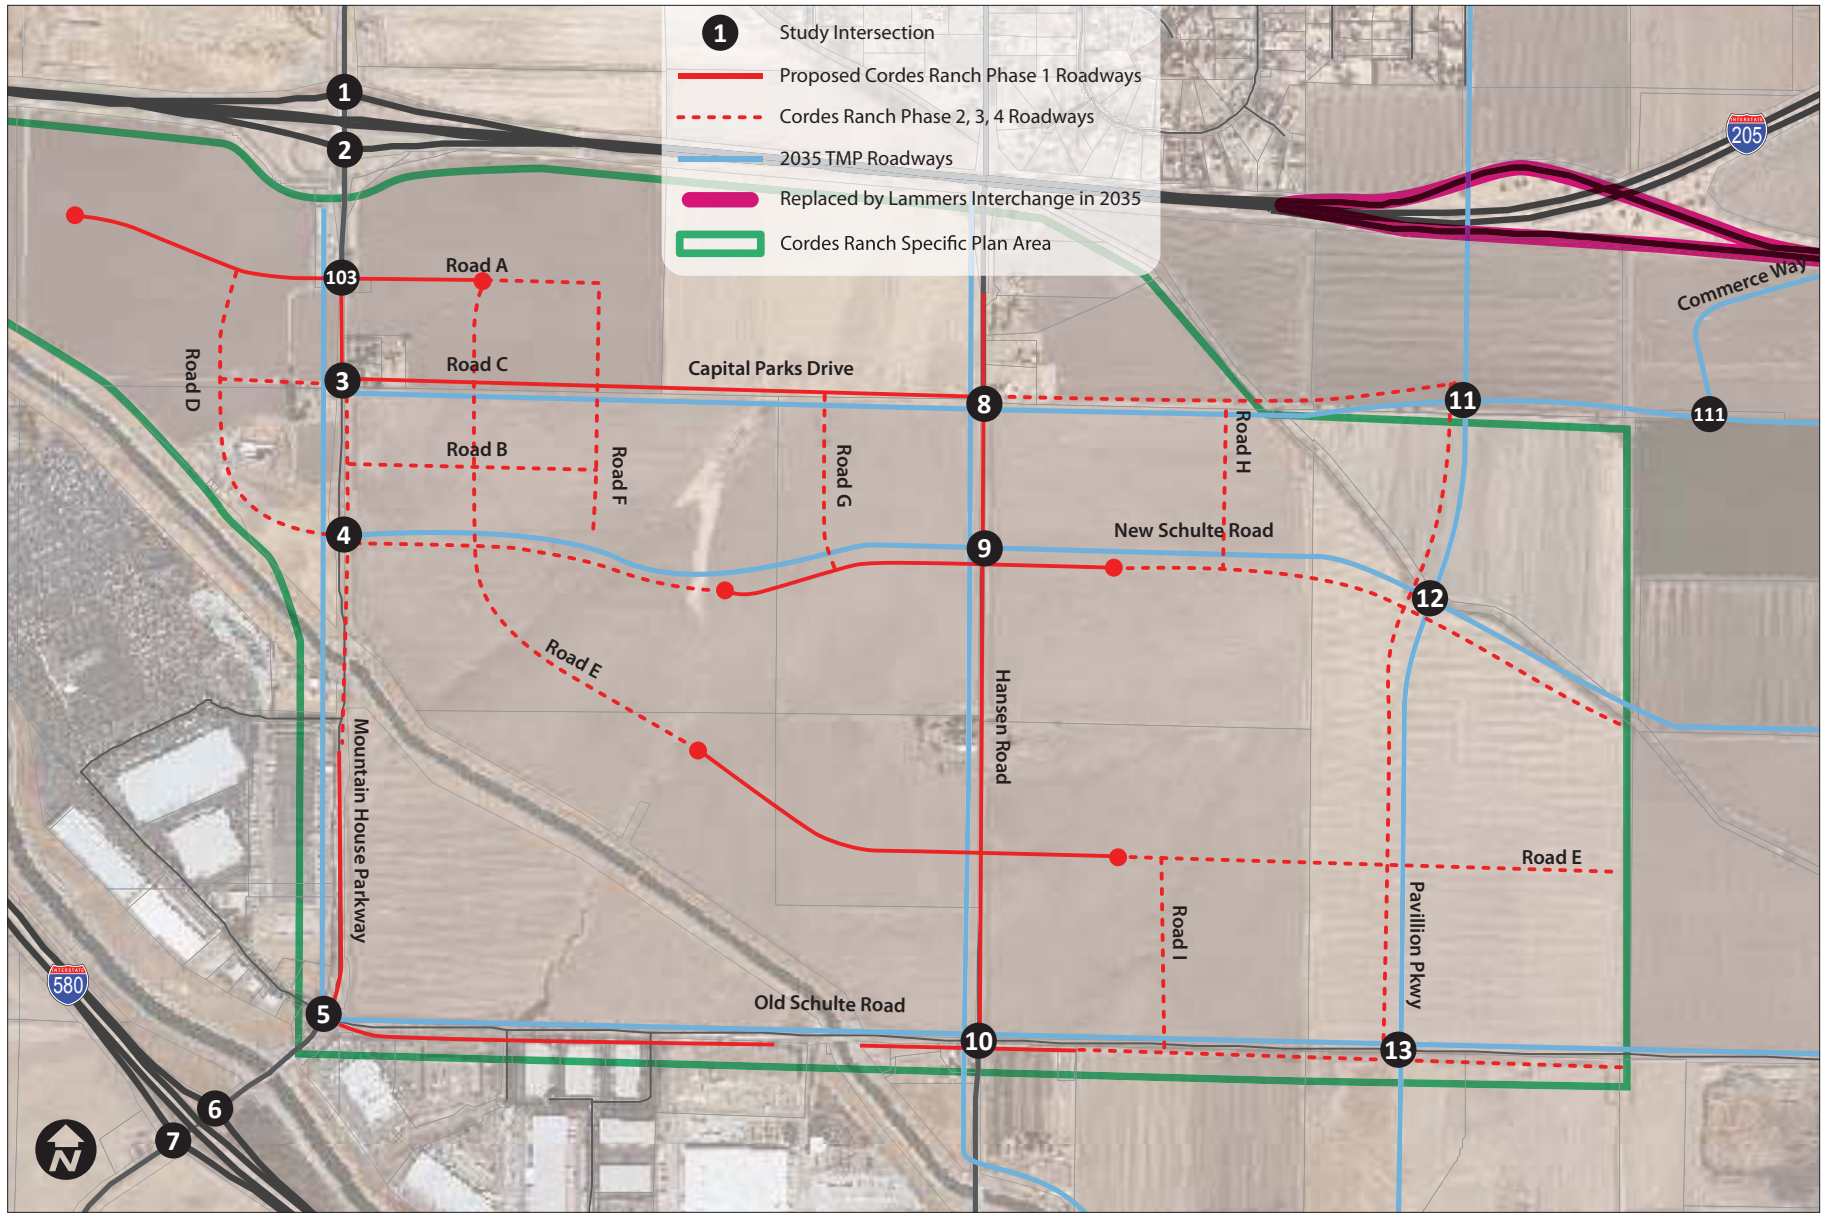 1
Study Intersection
Proposed Cordes Ranch Phase 1 Roadways
Cordes Ranch Phase 2, 3, 4 Roadways
2035 TMP Roadways
Replaced by Lammers Interchange in 2035
Cordes Ranch Specific Plan Area
1
2
INTERSTATE
205
103
Road A
Commerce Way
Road D
3
Road C
Capital Parks Drive
8
11
111
Road B
Road F
Road G
Road H
4
9
New Schulte Road
12
Road E
Hansen Road
Mountain House Parkway
Road E
Pavillion Pkwy
Road I
INTERSTATE
580
5
Old Schulte Road
10
13
6
7
N